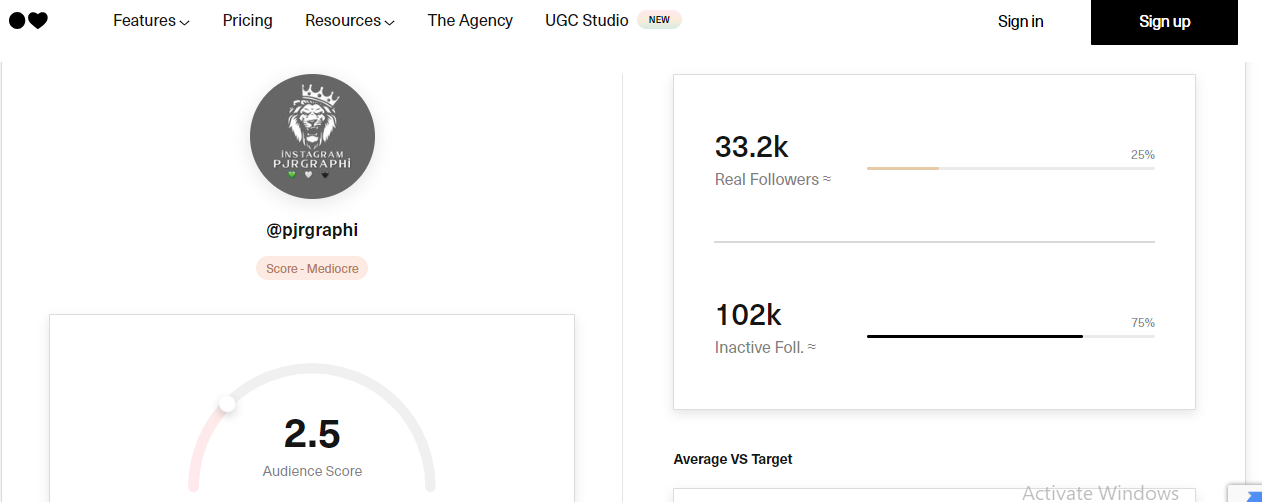 Features
Pricing
Resources
The Agency
UGC Studio
NEW
Sign in
Sign up
İNSTAGRAM
PJRGRAPHİ
@pjrgraphi
Score - Mediocre
2.5
Audience Score
33.2k
25%
Real Followers ≈
102k
75%
Inactive Foll. ≈
Average VS Target
Activate Windows